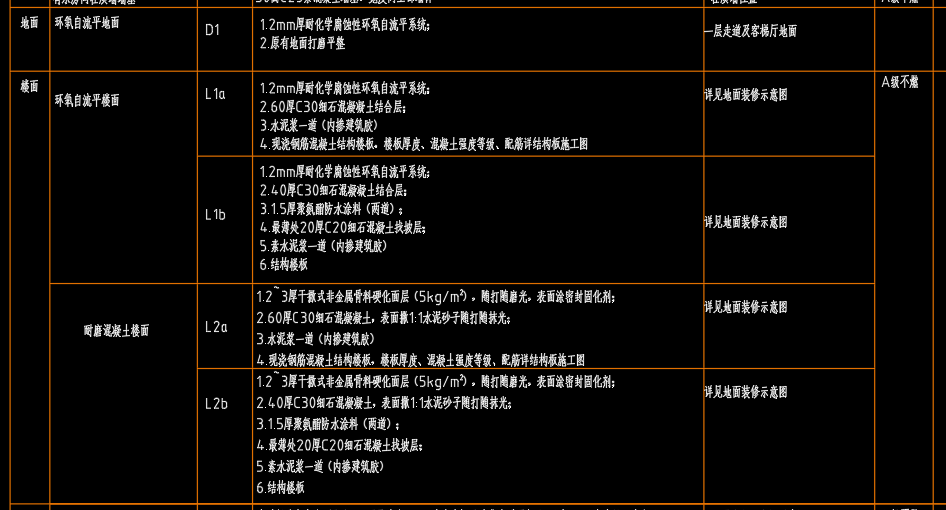 地面
环氧自流平地面
D1
1.2mm厚耐化学腐蚀性环氧自流平系统;
2.原有地面打磨平整
一层走道及客梯厅地面
楼面
环氧自流平楼面
L1a
1.2mm厚耐化学腐蚀性环氧自流平系统;
2.60厚C30细石混凝凝土结合层;
3.水泥浆一道(内掺建筑胶)
4.现浇钢筋混凝土结构楼板，楼板厚度、混凝土强度等级、配筋详结构板施工图
详见地面装修示意图
A级不燃
L1b
1.2mm厚耐化学腐蚀性环氧自流平系统;
2.40厚C30细石混凝凝土结合层;
3.1.5厚聚氨酯防水涂料(两道);
4.最薄处20厚C20细石混凝土找坡层;
5.素水泥浆一道(内掺建筑胶)
6.结构楼板
详见地面装修示意图
耐磨混凝土楼面
L2a
1.2~3厚干撒式非金属骨料硬化面层(5kg/m²)，随打随磨光，表面涂密封固化剂;
2.60厚C30细石混凝凝土，表面撒1:1水泥砂子随打随抹光;
3.水泥浆一道(内掺建筑胶)
4.现浇钢筋混凝土结构楼板，楼板厚度、混凝土强度等级、配筋详结构板施工图
详见地面装修示意图
L2b
1.2~3厚干撒式非金属骨料硬化面层(5kg/m²)，随打随磨光，表面涂密封固化剂;
2.40厚C30细石混凝凝土，表面撒1:1水泥砂子随打随抹光;
3.1.5厚聚氨酯防水涂料(两道);
4.最薄处20厚C20细石混凝土找坡层;
5.素水泥浆一道(内掺建筑胶)
6.结构楼板
详见地面装修示意图